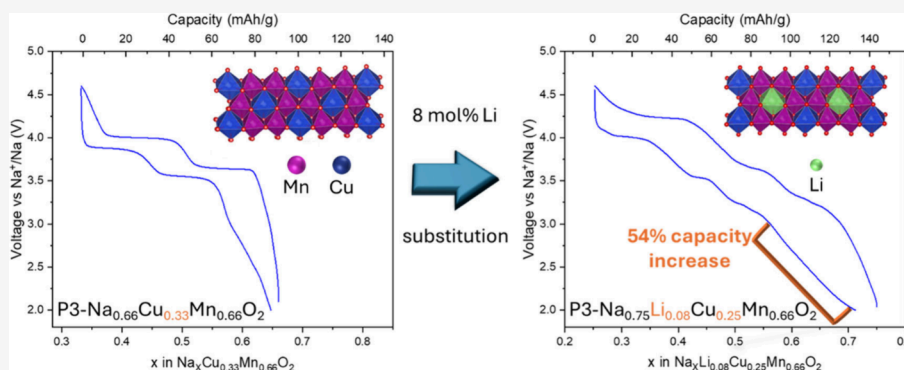 Capacity (mAh/g)
0 20 40 60 80 100 120 140
Voltage vs Na⁺/Na (V)
5.0
4.5
4.0
3.5
3.0
2.5
2.0
Mn Cu
P3-Na₀.₆₆Cu₀.₃₃Mn₀.₆₆O₂
0.3 0.4 0.5 0.6 0.7 0.8
x in NaₓCu₀.₃₃Mn₀.₆₆O₂
8 mol% Li
substitution
Capacity (mAh/g)
0 20 40 60 80 100 120 140
Voltage vs Na⁺/Na (V)
5.0
4.5
4.0
3.5
3.0
2.5
2.0
Li
54% capacity
increase
P3-Na₀.₇₅Li₀.₀₈Cu₀.₂₅Mn₀.₆₆O₂
0.2 0.3 0.4 0.5 0.6 0.7 0.8
x in NaₓLi₀.₀₈Cu₀.₂₅Mn₀.₆₆O₂